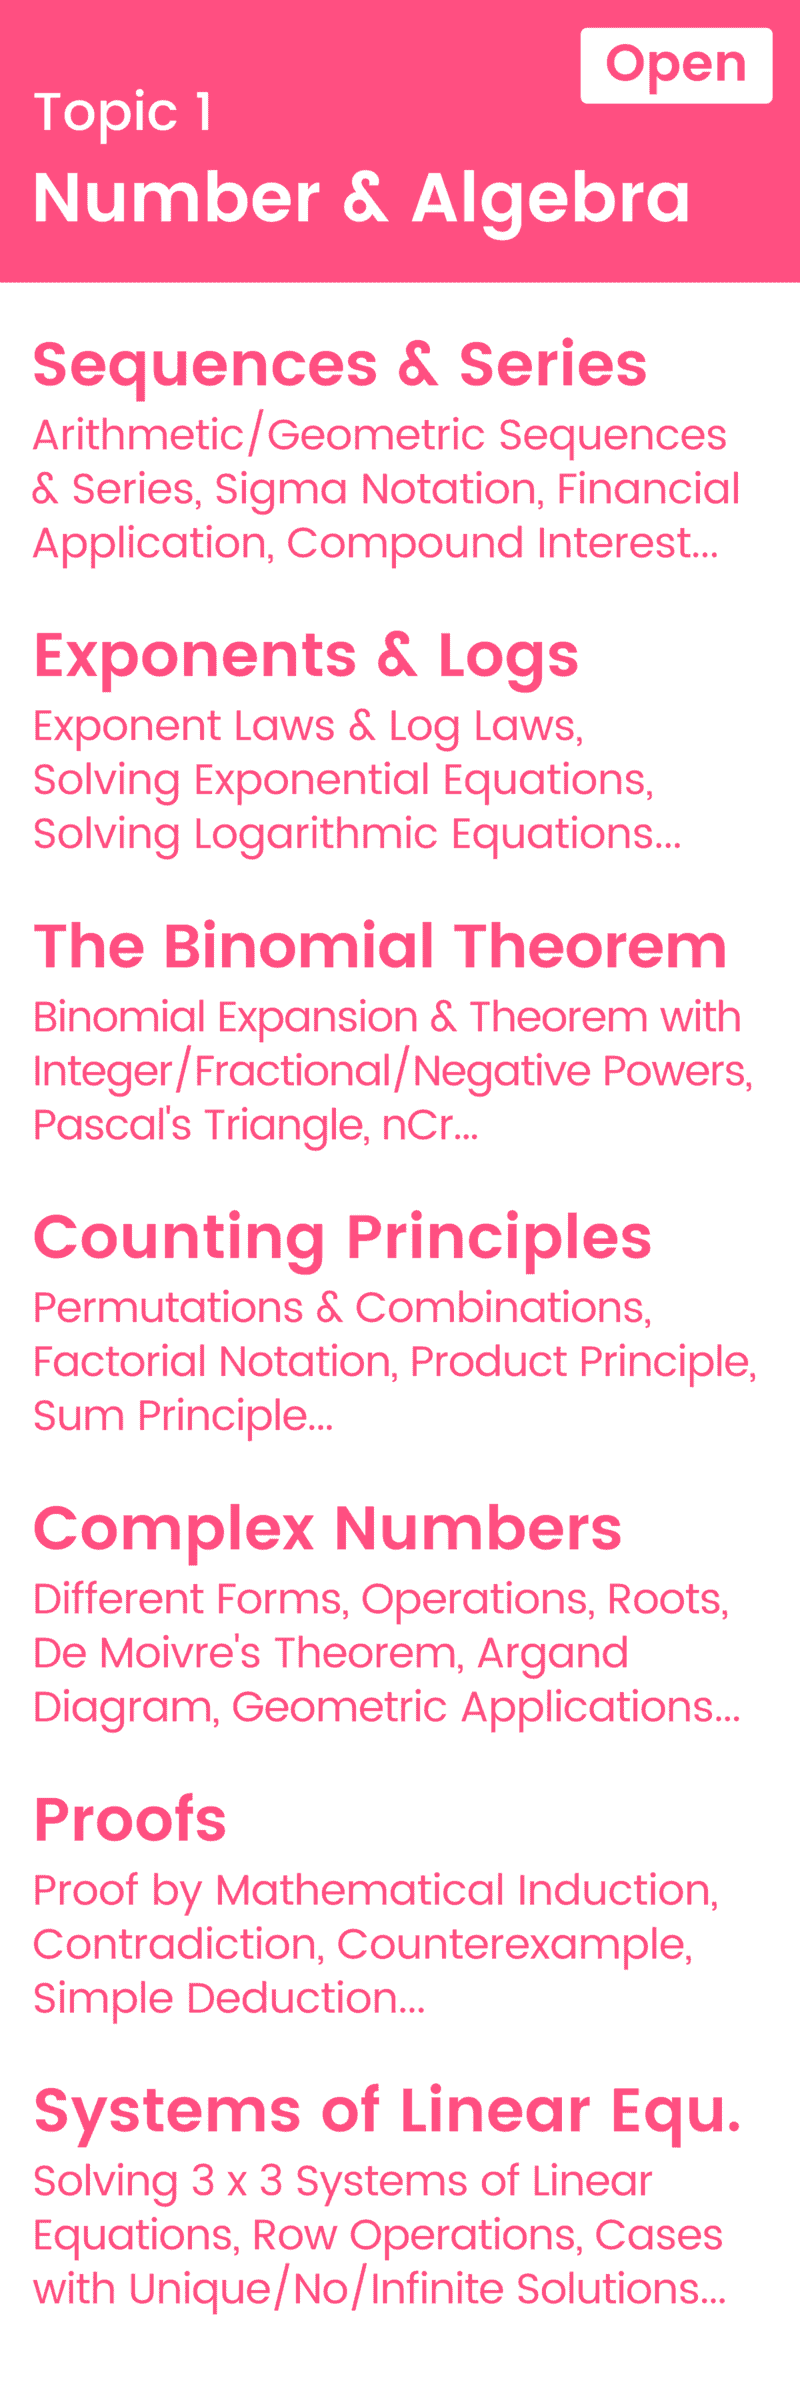 Open
Topic 1
Number & Algebra
Sequences & Series
Arithmetic/Geometric Sequences
& Series, Sigma Notation, Financial
Application, Compound Interest...
Exponents & Logs
Exponent Laws & Log Laws,
Solving Exponential Equations,
Solving Logarithmic Equations...
The Binomial Theorem
Binomial Expansion & Theorem with
Integer/Fractional/Negative Powers,
Pascal's Triangle, nCr...
Counting Principles
Permutations & Combinations,
Factorial Notation, Product Principle,
Sum Principle...
Complex Numbers
Different Forms, Operations, Roots,
De Moivre's Theorem, Argand
Diagram, Geometric Applications...
Proofs
Proof by Mathematical Induction,
Contradiction, Counterexample,
Simple Deduction...
Systems of Linear Equ.
Solving 3 x 3 Systems of Linear
Equations, Row Operations, Cases
with Unique/No/Infinite Solutions...